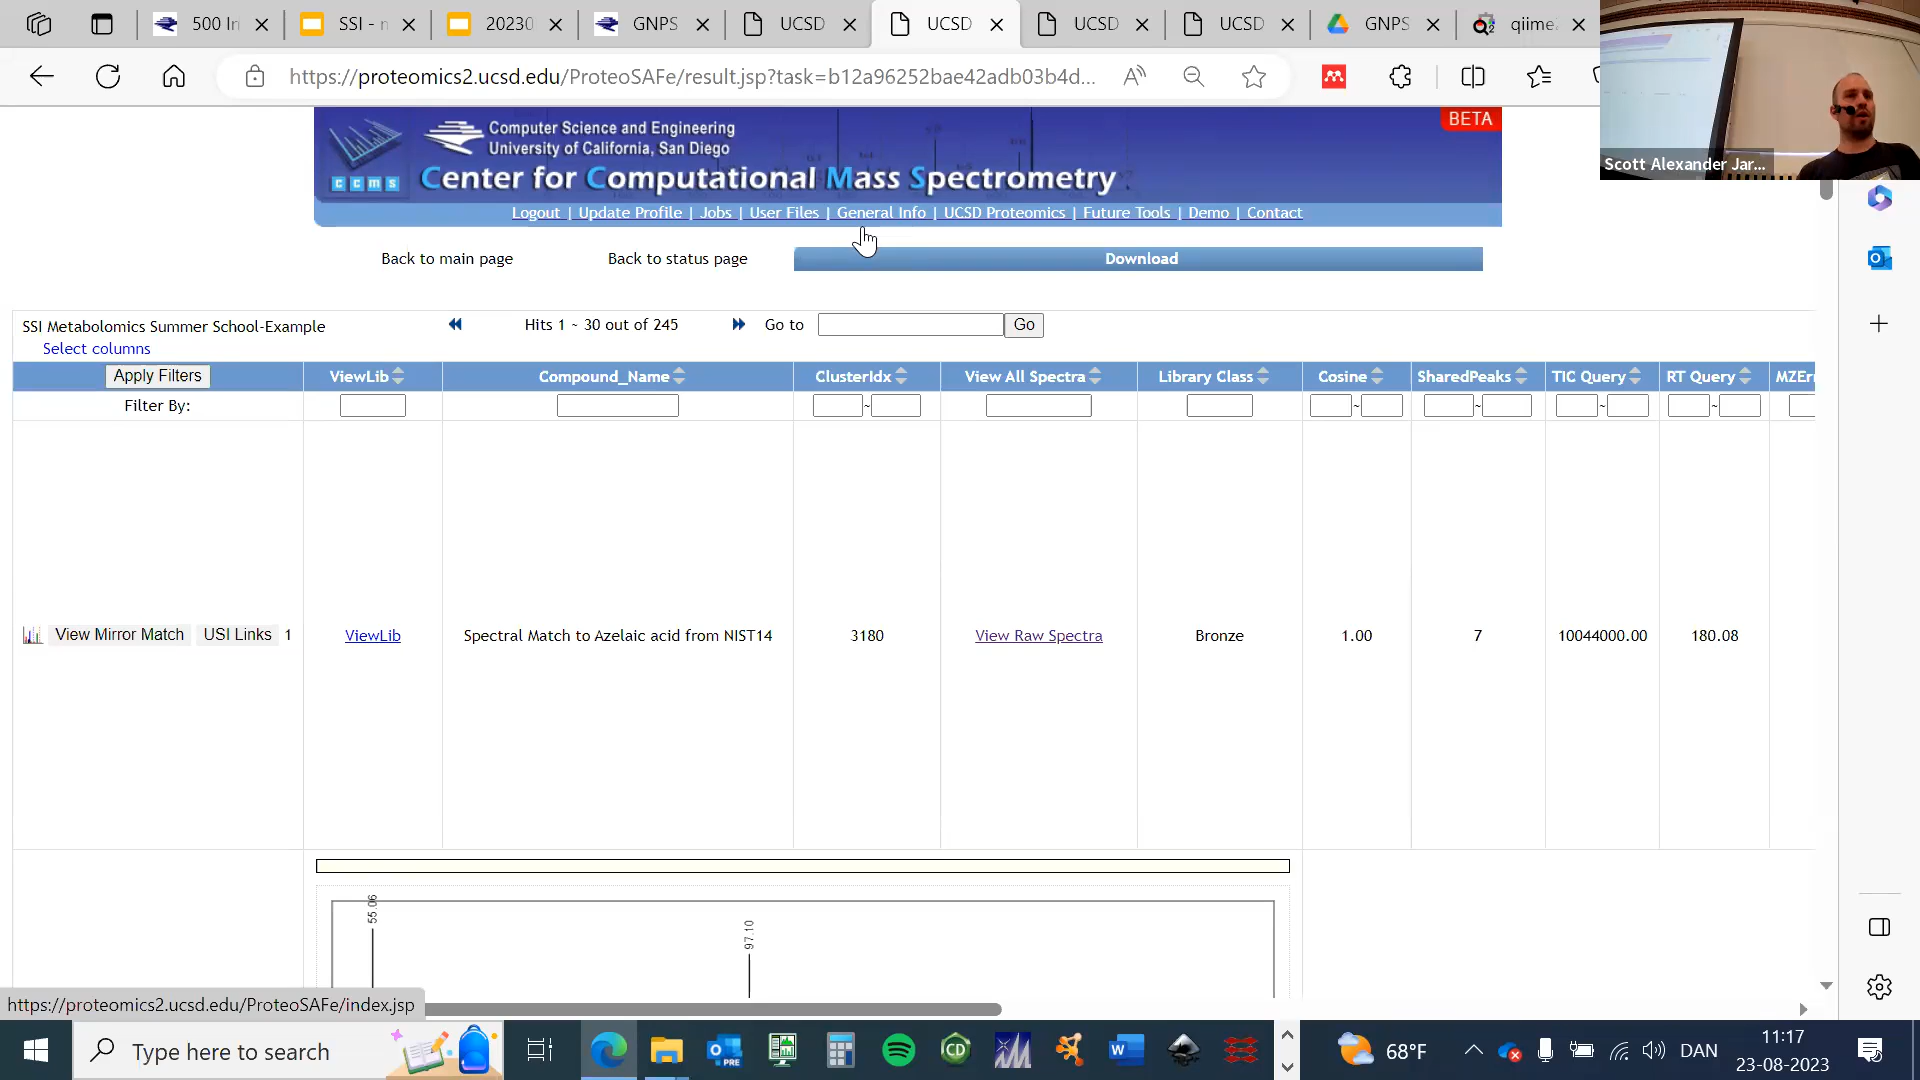 500 In
SSI - n
20230
GNPS
UCSD
UCSD
UCSD
UCSD
GNPS
qiime2
https://proteomics2.ucsd.edu/ProteoSAFe/result.jsp?task=b12a96252bae42adb03b4d...
Computer Science and Engineering
University of California, San Diego
BETA
ccms
Center for Computational Mass Spectrometry
Scott Alexander Jar...
Logout | Update Profile | Jobs | User Files | General Info | UCSD Proteomics | Future Tools | Demo | Contact
Back to main page
Back to status page
Download
SSI Metabolomics Summer School-Example
Hits 1 ~ 30 out of 245
Go to
Go
Select columns
Apply Filters
ViewLib
Compound_Name
ClusterIdx
View All Spectra
Library Class
Cosine
SharedPeaks
TIC Query
RT Query
MZErr
Filter By:
~
~
~
~
~
View Mirror Match
USI Links
1
ViewLib
Spectral Match to Azelaic acid from NIST14
3180
View Raw Spectra
Bronze
1.00
7
10044000.00
180.08
55.06
97.10
https://proteomics2.ucsd.edu/ProteoSAFe/index.jsp
Type here to search
PRE
CD
68°F
DAN
11:17
23-08-2023